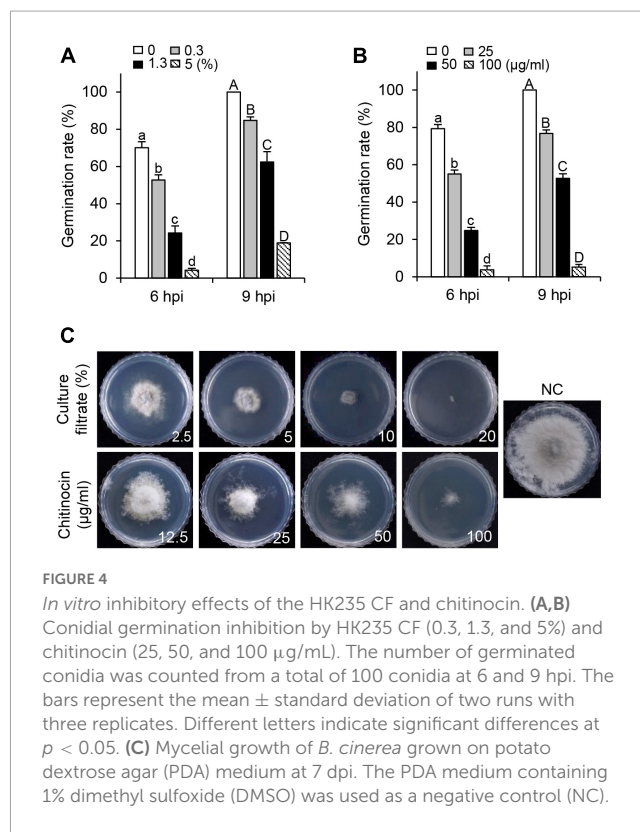 A
0 0.3
1.3 5 (%)
Germination rate (%)
100
80
60
40
20
0
a
b
c
d
A
B
C
D
6 hpi 9 hpi
B
0 25
50 100 (µg/ml)
Germination rate (%)
100
80
60
40
20
0
a
b
c
d
A
B
C
D
6 hpi 9 hpi
C
Culture
filtrate (%)
2.5 5 10 20
NC
Chitinocin
(µg/ml)
12.5 25 50 100
FIGURE 4
In vitro inhibitory effects of the HK235 CF and chitinocin. (A,B)
Conidial germination inhibition by HK235 CF (0.3, 1.3, and 5%) and
chitinocin (25, 50, and 100 μg/mL). The number of germinated
conidia was counted from a total of 100 conidia at 6 and 9 hpi. The
bars represent the mean ± standard deviation of two runs with
three replicates. Different letters indicate significant differences at
p < 0.05. (C) Mycelial growth of B. cinerea grown on potato
dextrose agar (PDA) medium at 7 dpi. The PDA medium containing
1% dimethyl sulfoxide (DMSO) was used as a negative control (NC).